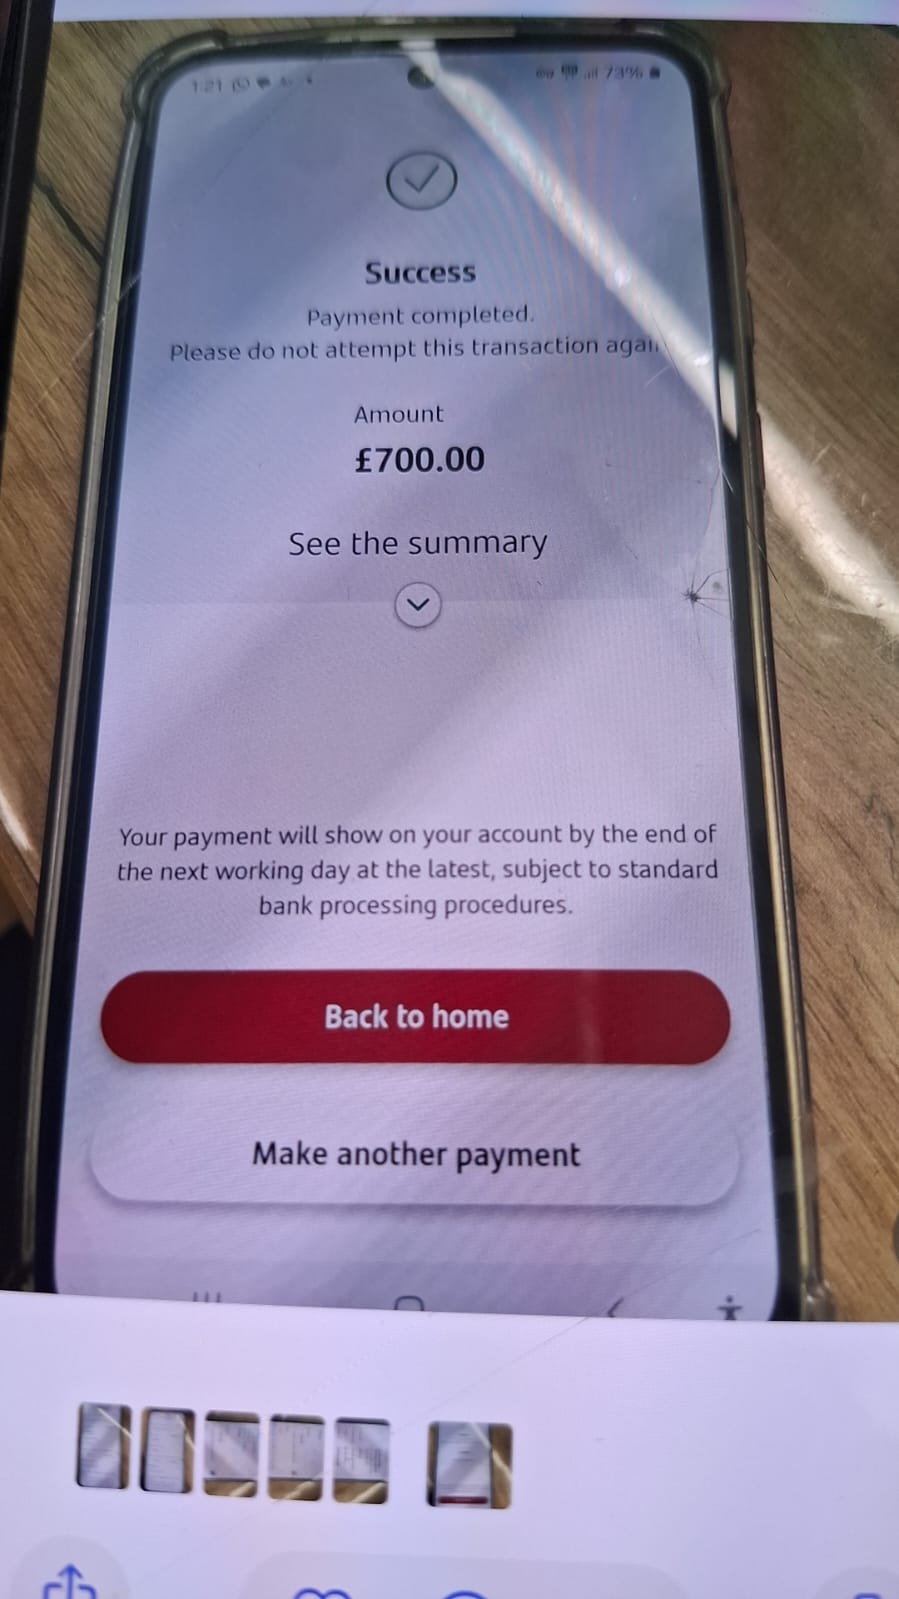 1:21
73%
Success
Payment completed.
Please do not attempt this transaction
Amount
£700.00
See the summary
Your payment will show on your account by the end of
the next working day at the latest, subject to standard
bank processing procedures.
Back to home
Make another payment